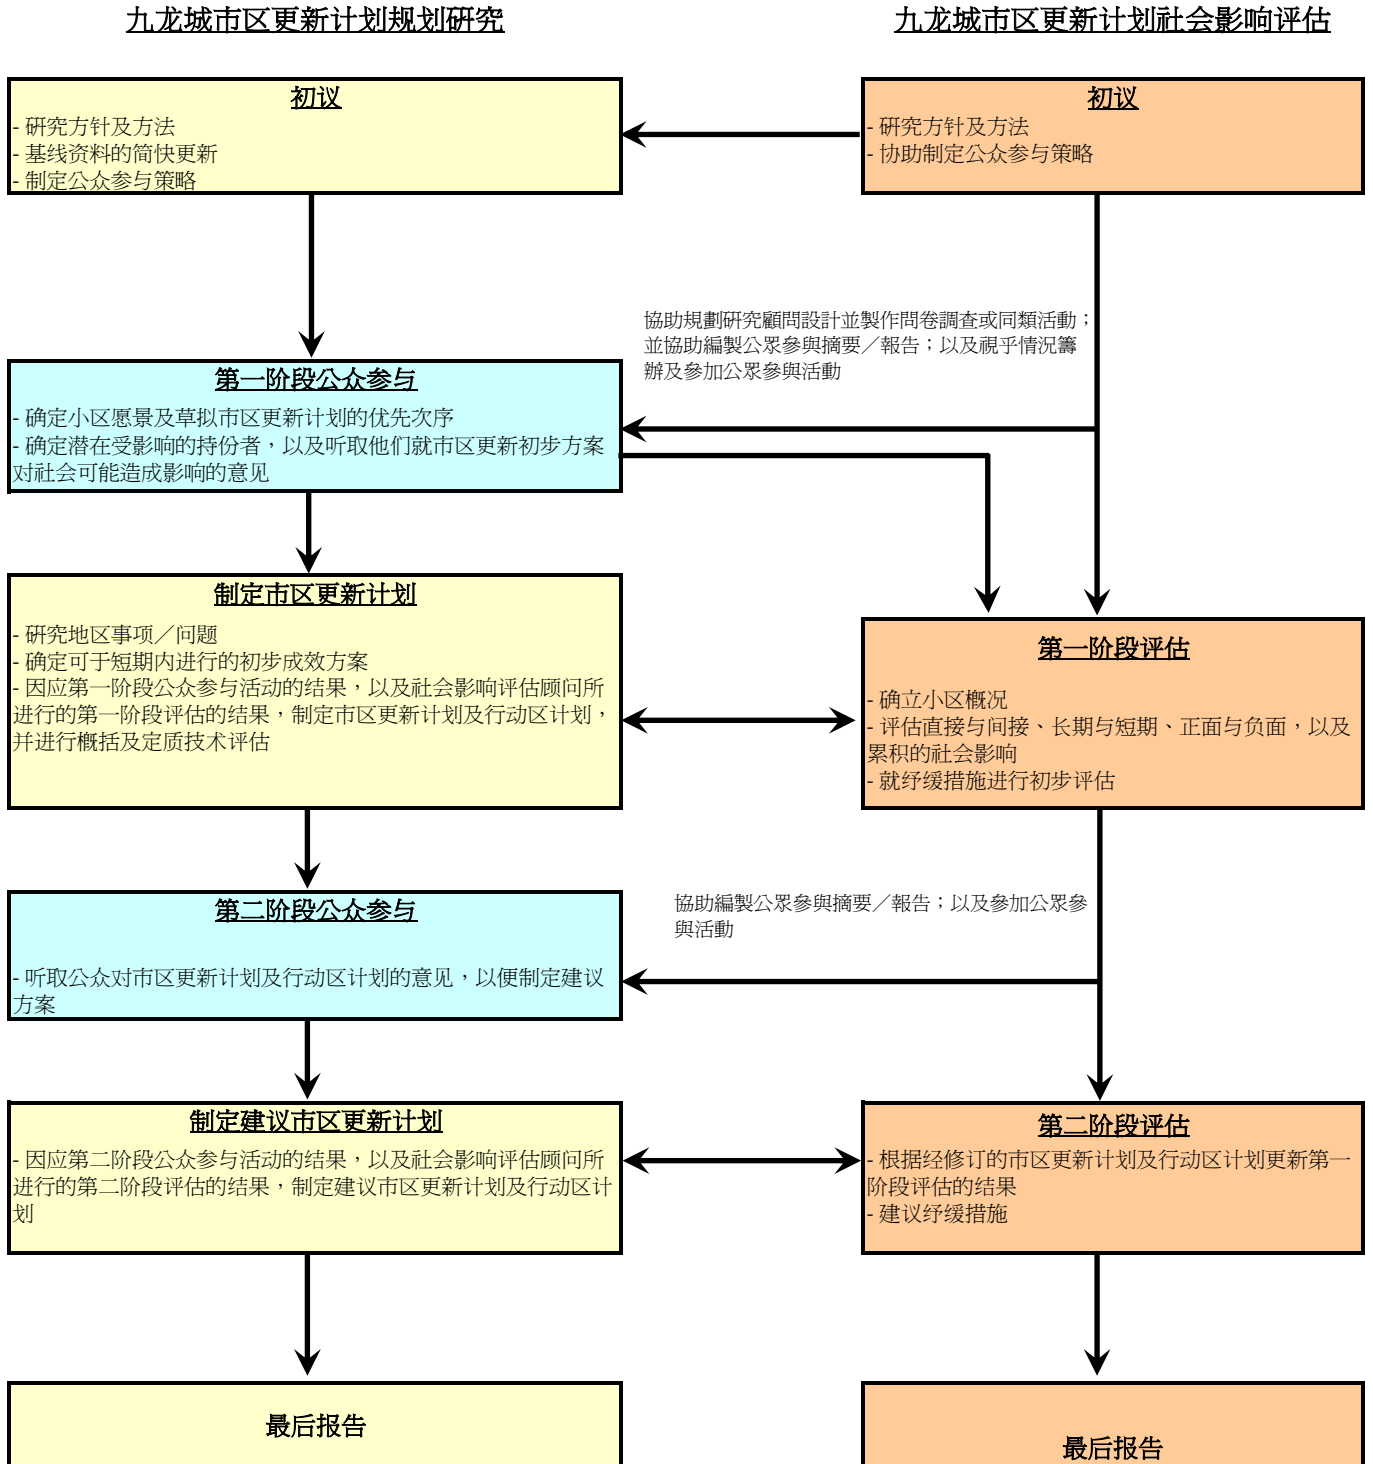 九龙城市区更新计划规划研究
九龙城市区更新计划社会影响评估
初议
- 研究方针及方法
- 基线资料的简快更新
- 制定公众参与策略
初议
- 研究方针及方法
- 协助制定公众参与策略
協助規劃研究顧問設計並製作問卷調查或同類活動；
並協助編製公眾參與摘要／報告；以及視乎情況籌
辦及參加公眾參與活動
第一阶段公众参与
- 确定小区愿景及草拟市区更新计划的优先次序
- 确定潜在受影响的持份者，以及听取他们就市区更新初步方案
对社会可能造成影响的意见
制定市区更新计划
- 研究地区事项／问题
- 确定可于短期内进行的初步成效方案
- 因应第一阶段公众参与活动的结果，以及社会影响评估顾问所
进行的第一阶段评估的结果，制定市区更新计划及行动区计划，
并进行概括及定质技术评估
第一阶段评估
- 确立小区概况
- 评估直接与间接、长期与短期、正面与负面，以及
累积的社会影响
- 就纾缓措施进行初步评估
第二阶段公众参与
- 听取公众对市区更新计划及行动区计划的意见，以便制定建议
方案
協助編製公眾參與摘要／報告；以及參加公眾參
與活動
制定建议市区更新计划
- 因应第二阶段公众参与活动的结果，以及社会影响评估顾问所
进行的第二阶段评估的结果，制定建议市区更新计划及行动区计
划
第二阶段评估
- 根据经修订的市区更新计划及行动区计划更新第一
阶段评估的结果
- 建议纾缓措施
最后报告
最后报告